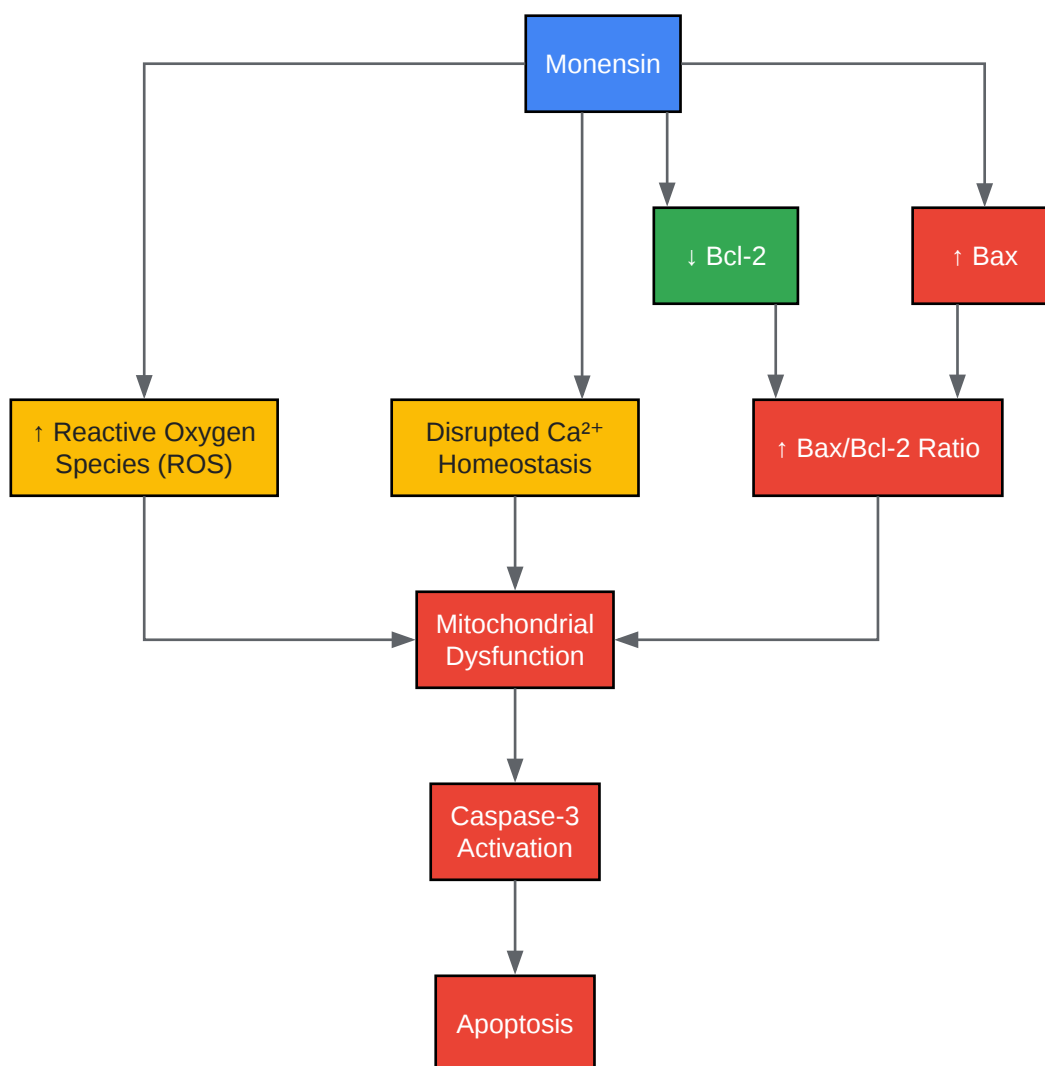 Monensin
↓ Bcl-2
↑ Bax
↑ Reactive Oxygen
Species (ROS)
Disrupted Ca²⁺
Homeostasis
↑ Bax/Bcl-2 Ratio
Mitochondrial
Dysfunction
Caspase-3
Activation
Apoptosis